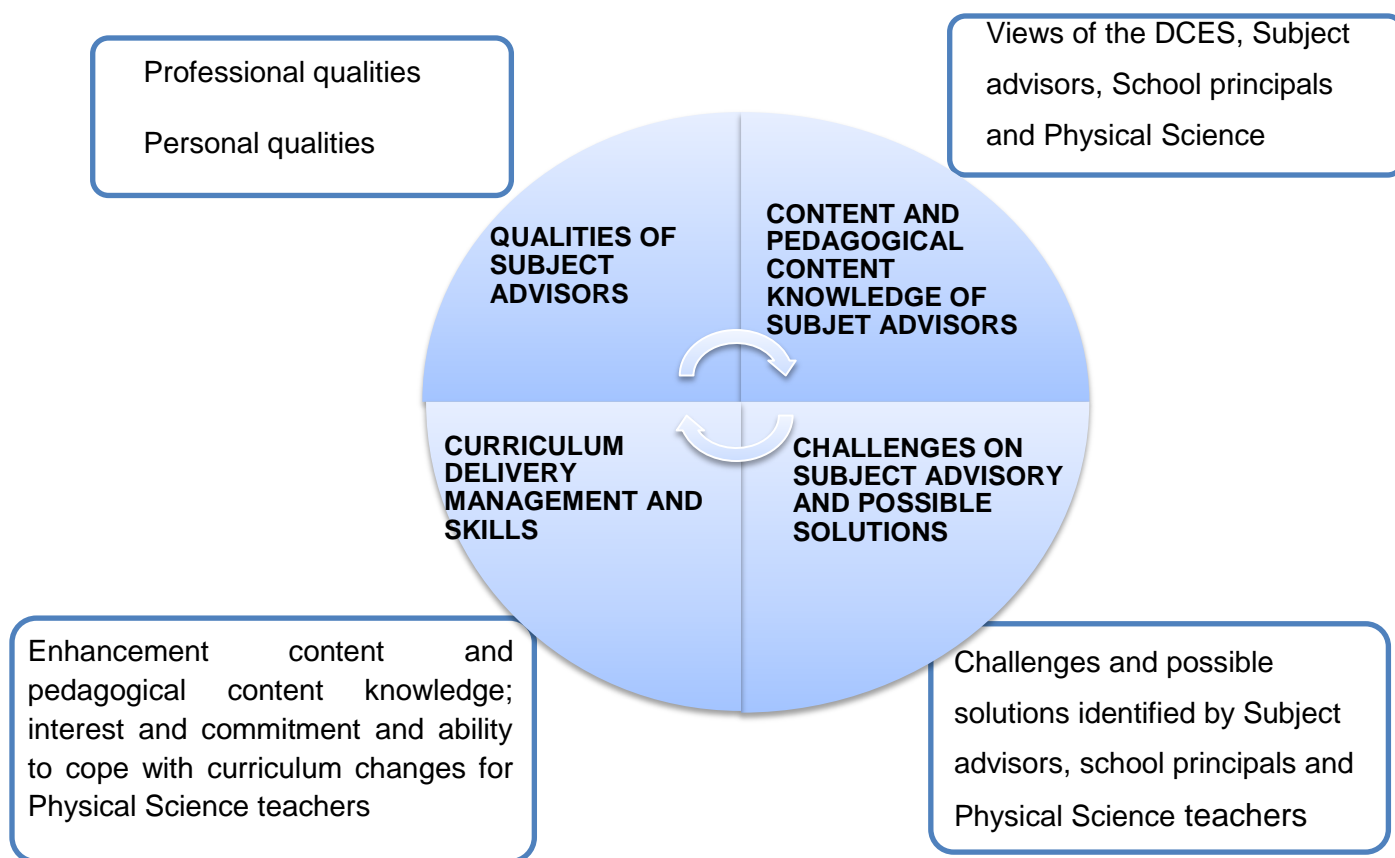 Professional qualities
Personal qualities
Views of the DCES, Subject
advisors, School principals
and Physical Science
QUALITIES OF
SUBJECT
ADVISORS
CONTENT AND
PEDAGOGICAL
CONTENT
KNOWLEDGE OF
SUBJET ADVISORS
CURRICULUM
DELIVERY
MANAGEMENT AND
SKILLS
CHALLENGES ON
SUBJECT ADVISORY
AND POSSIBLE
SOLUTIONS
Enhancement content and
pedagogical content knowledge;
interest and commitment and ability
to cope with curriculum changes for
Physical Science teachers
Challenges and possible
solutions identified by Subject
advisors, school principals and
Physical Science teachers